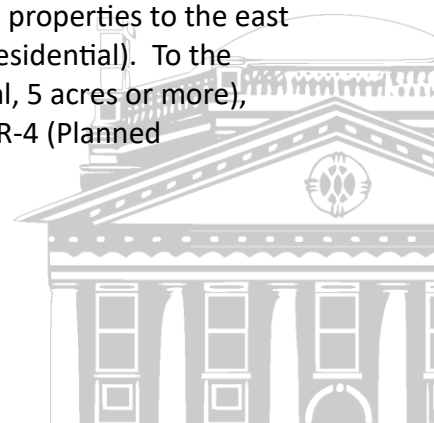 properties to the east
esidential). To the
l, 5 acres or more),
R-4 (Planned